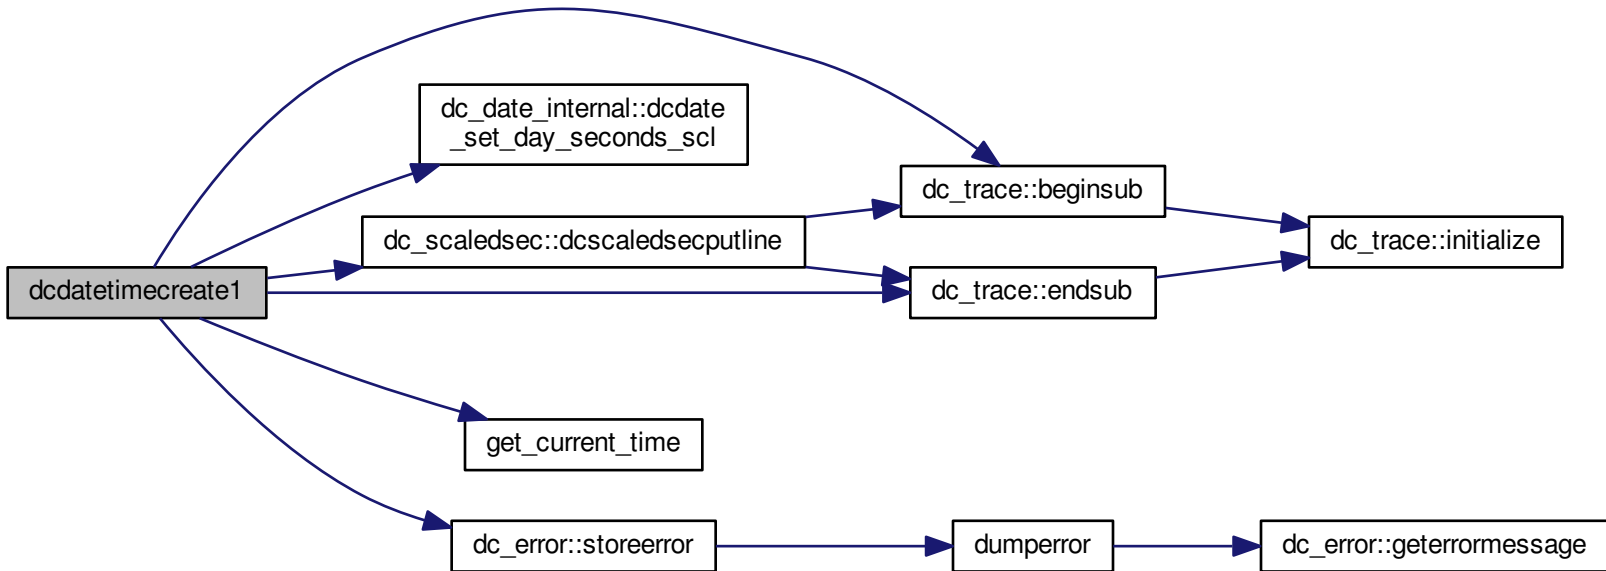 dc_date_internal::dcdate
_set_day_seconds_scl
dc_trace::beginsub
dc_scaledsec::dcscaledsecputline
dc_trace::initialize
dcdatetimecreate1
dc_trace::endsub
get_current_time
dc_error::storeerror
dumperror
dc_error::geterrormessage